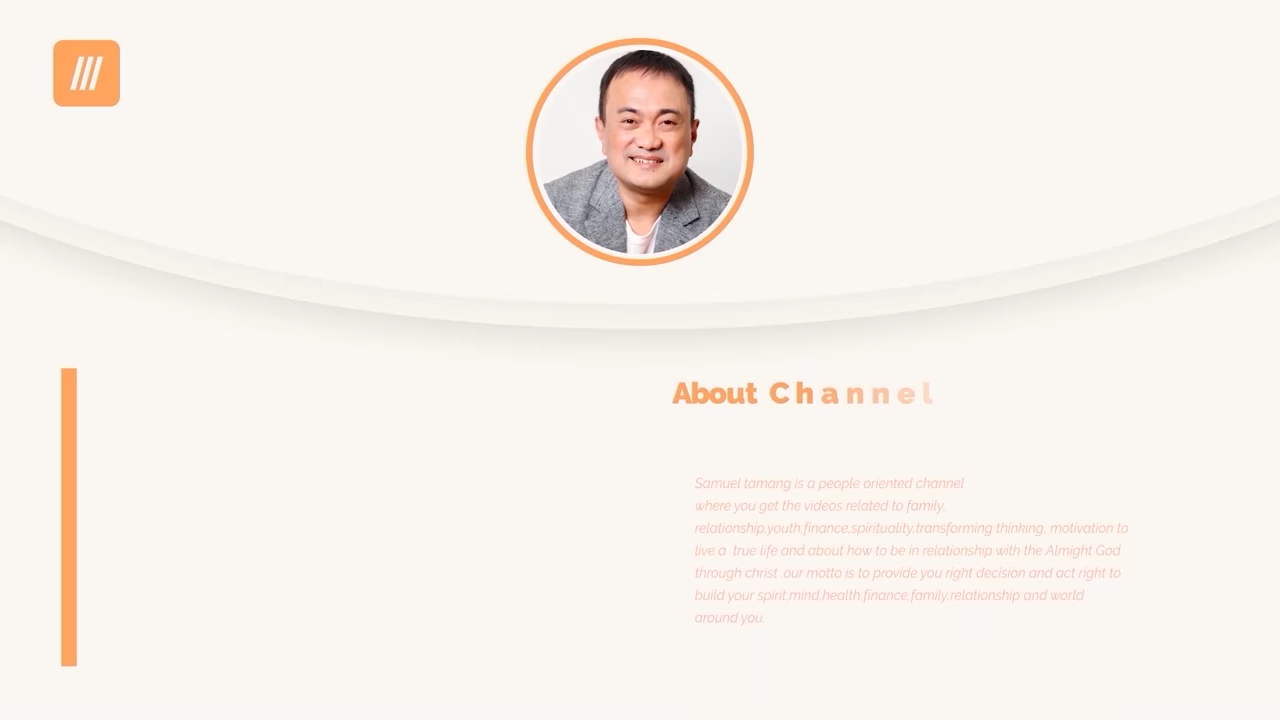 About Channel
Samuel tamang is a people oriented channel
where you get the videos related to family,
relationship,youth,finance,spirituality,transforming thinking, motivation to
live a  true life and about how to be in relationship with the Almight God
through christ .our motto is to provide you right decision and act right to
build your spirit,mind,health,finance,family,relationship and world
around you.